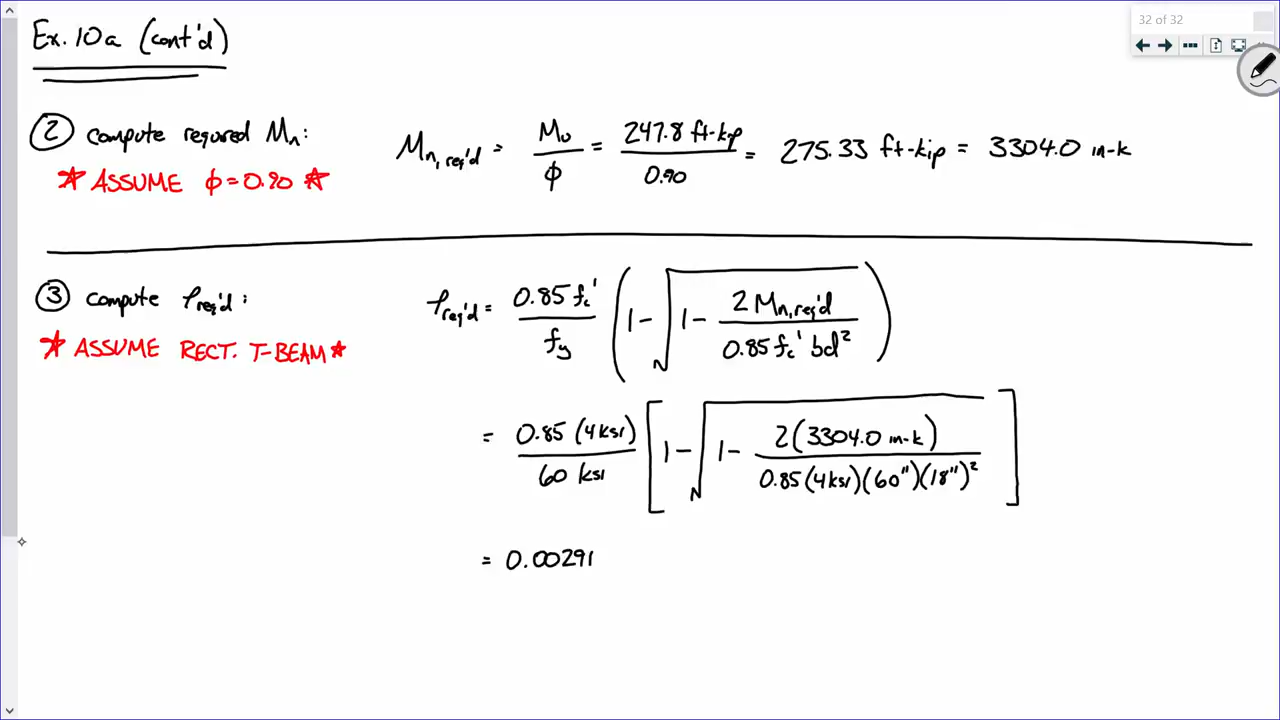 32 of 32
Ex. 10a (cont'd)
② compute required Mn: Mn,req'd = Mu/φ = 247.8 ft-kip/0.90 = 275.33 ft-kip = 3304.0 in-k
* ASSUME φ = 0.90 *
③ compute ρreq'd: ρreq'd = 0.85 fc'/fy (1 - √(1 - 2 Mn,req'd/0.85 fc' bd²))
* ASSUME RECT. T-BEAM *
= 0.85 (4 ksi)/60 ksi [1 - √(1 - 2(3304.0 in-k)/0.85(4 ksi)(60")(18")²)]
= 0.00291